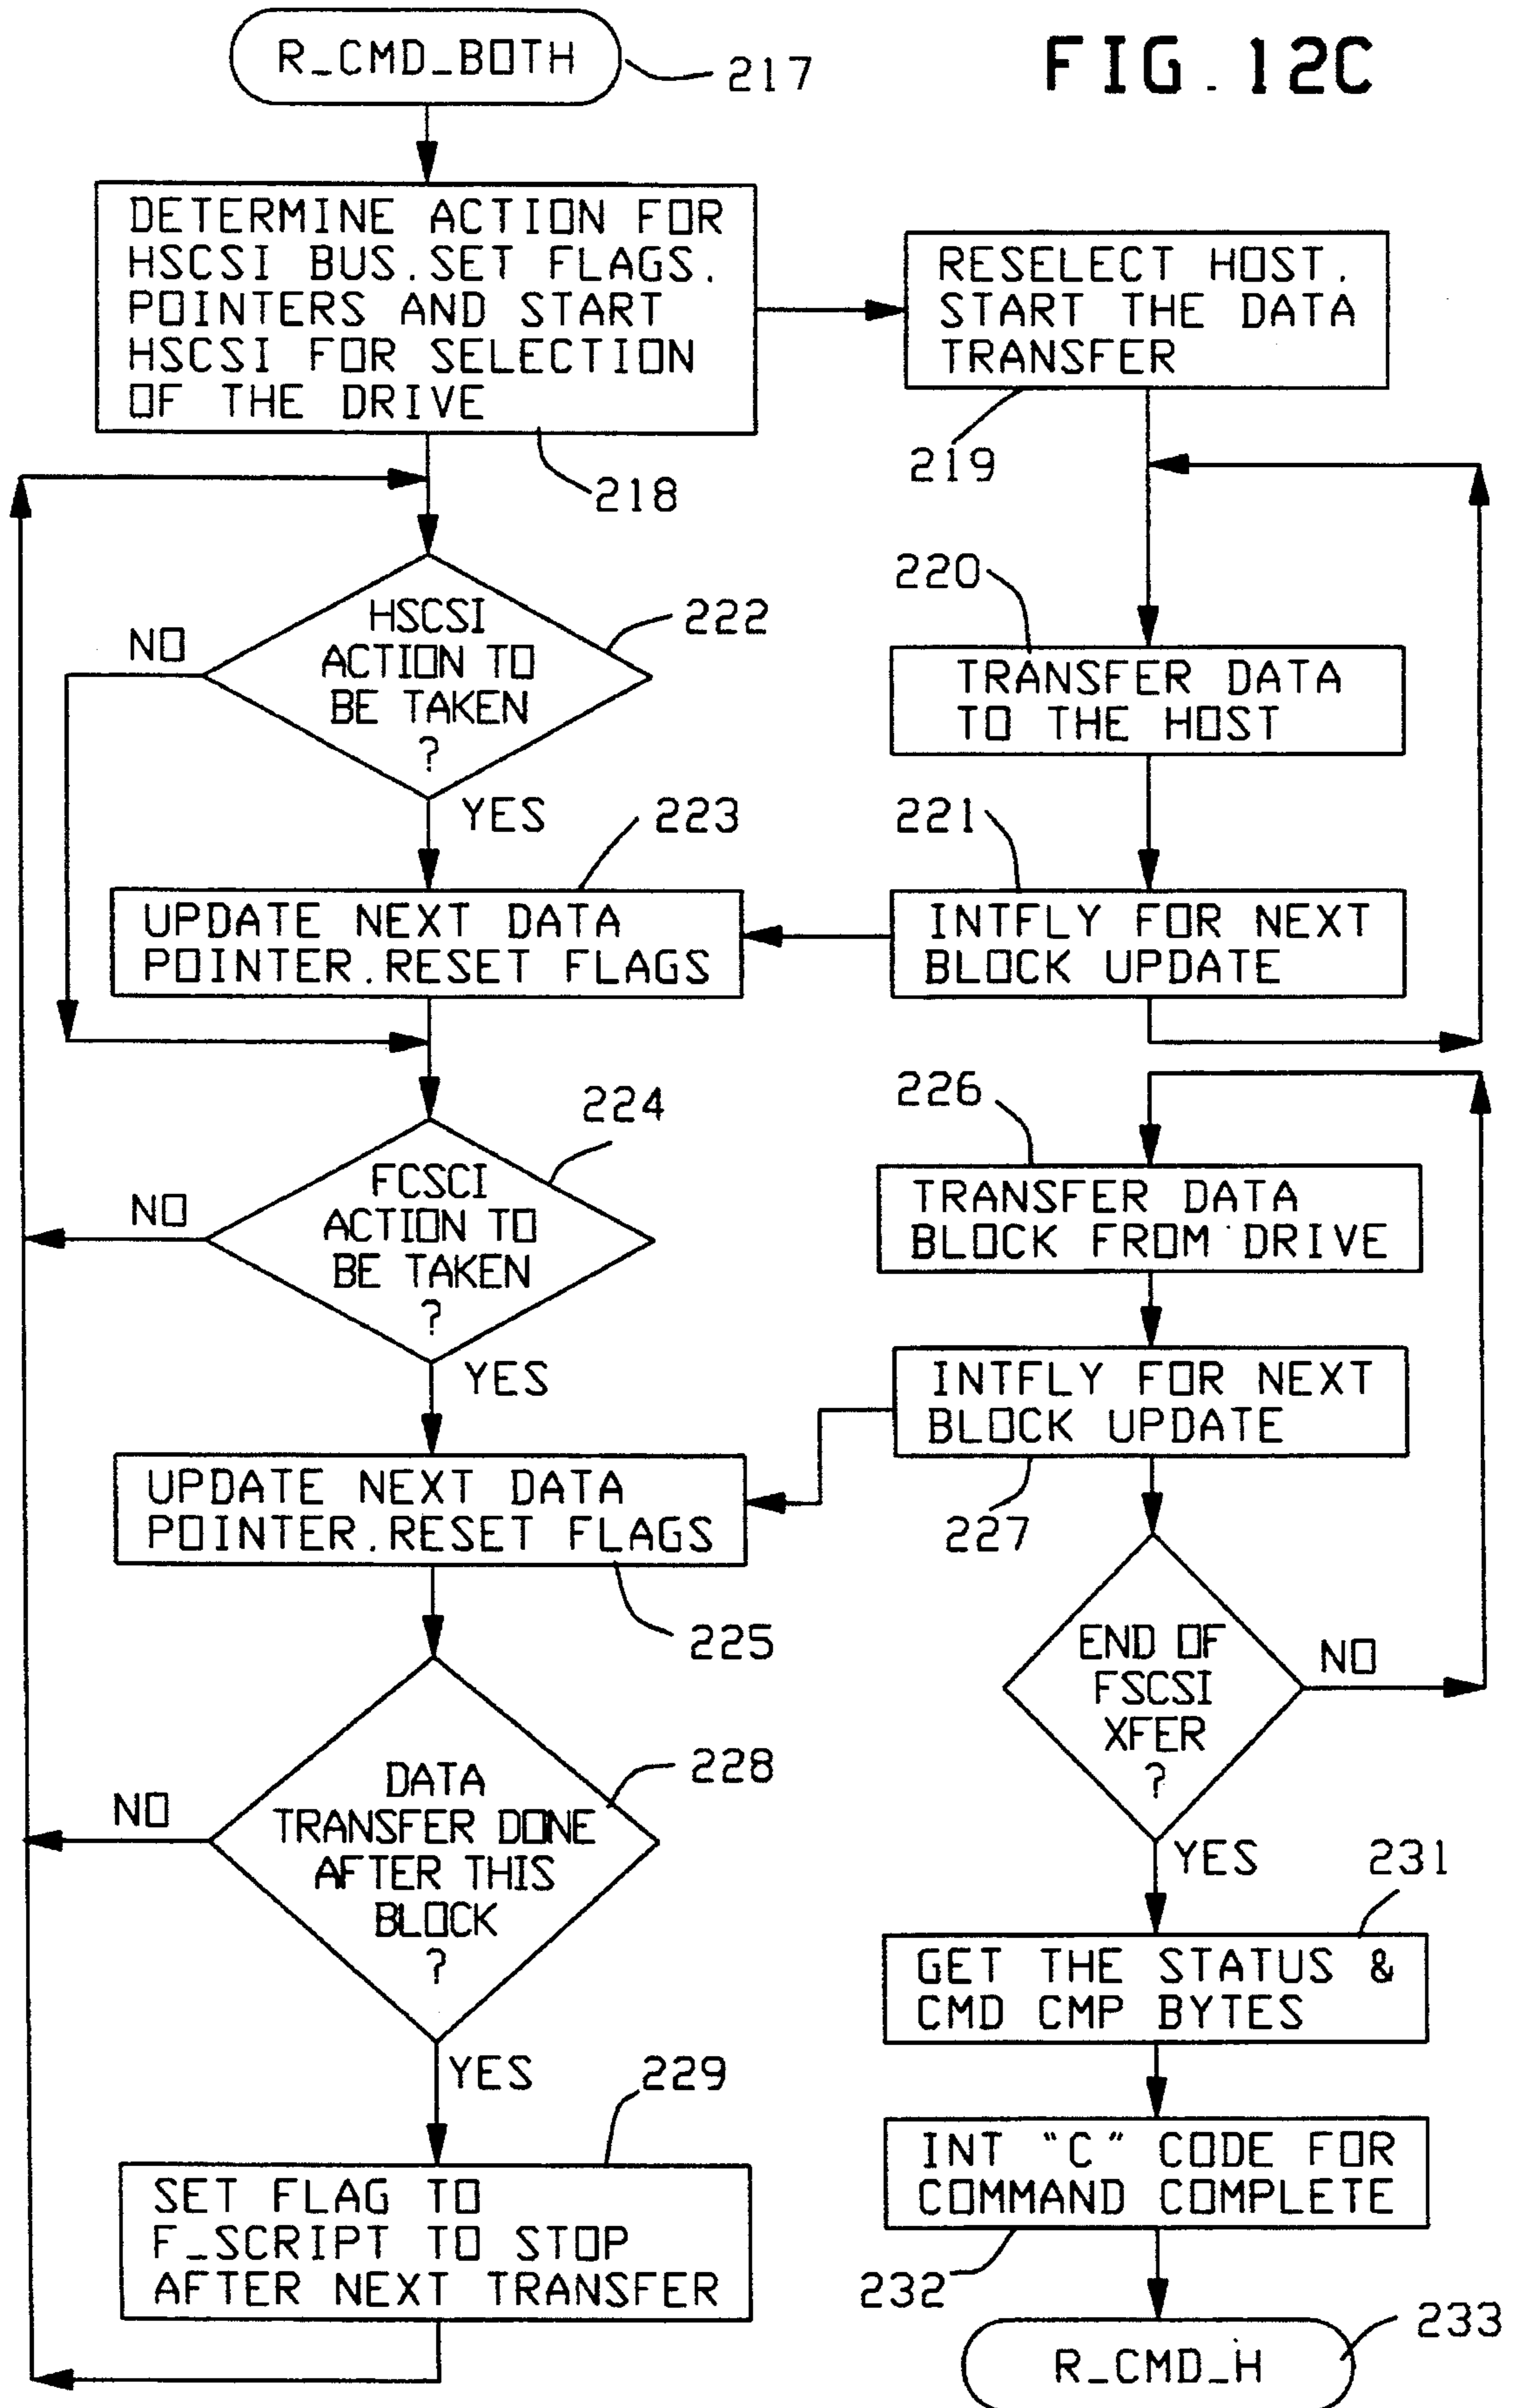 R_CMD_BOTH
217
FIG. 12C
DETERMINE ACTION FOR
HSCSI BUS.SET FLAGS.
POINTERS AND START
HSCSI FOR SELECTION
OF THE DRIVE
218
RESELECT HOST.
START THE DATA
TRANSFER
219
HSCSI
ACTION TO
BE TAKEN
?
222
NO
YES
220
TRANSFER DATA
TO THE HOST
223
UPDATE NEXT DATA
POINTER.RESET FLAGS
221
INTFLY FOR NEXT
BLOCK UPDATE
224
FCSCI
ACTION TO
BE TAKEN
?
NO
YES
226
TRANSFER DATA
BLOCK FROM DRIVE
INTFLY FOR NEXT
BLOCK UPDATE
227
UPDATE NEXT DATA
POINTER.RESET FLAGS
225
END OF
FSCSI
XFER
?
NO
YES
DATA
TRANSFER DONE
AFTER THIS
BLOCK
?
228
NO
YES
231
GET THE STATUS &
CMD CMP BYTES
229
SET FLAG TO
F_SCRIPT TO STOP
AFTER NEXT TRANSFER
INT "C" CODE FOR
COMMAND COMPLETE
232
R_CMD_H
233